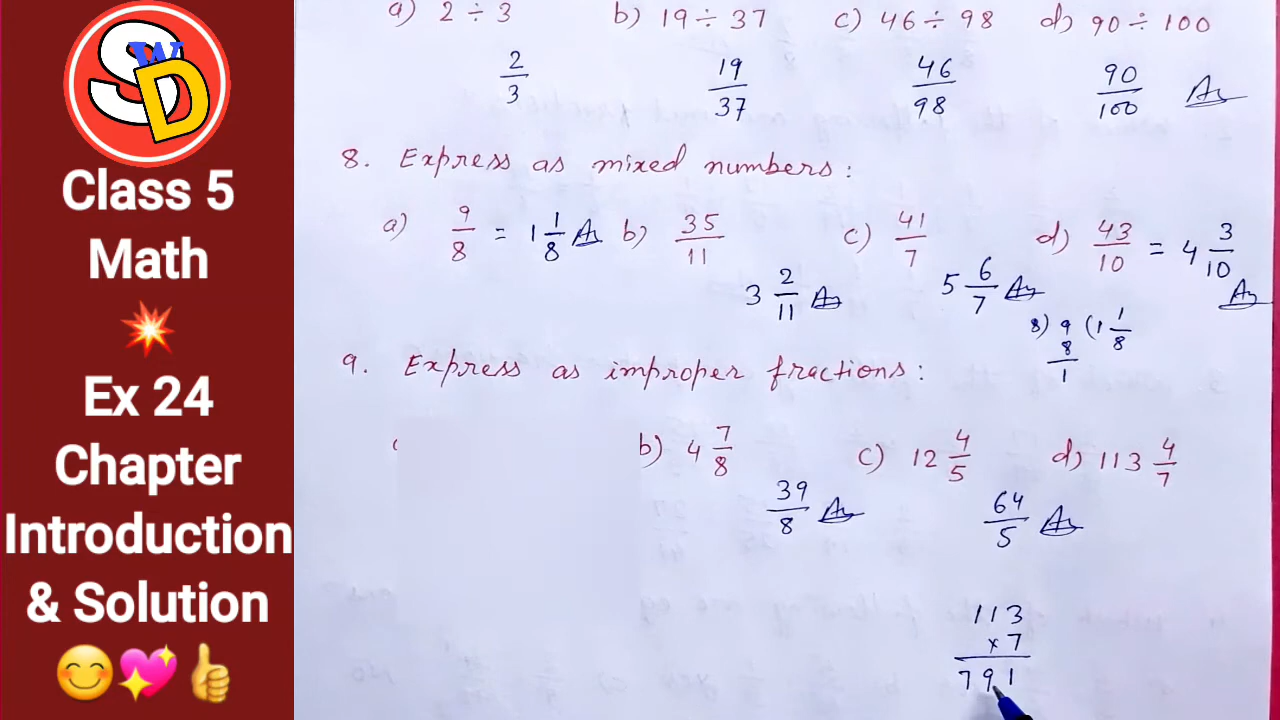 SWD
Class 5
Math
Ex 24
Chapter
Introduction
& Solution
a) 2 ÷ 3 b) 19 ÷ 37 c) 46 ÷ 98 d) 90 ÷ 100
2/3 19/37 46/98 90/100 Ans
8. Express as mixed numbers:
a) 9/8 = 1 1/8 Ans b) 35/11 c) 41/7 d) 43/10 = 4 3/10
3 2/11 Ans 5 6/7 Ans Ans
8) 9 (1 1/8
8
1
9. Express as improper fractions:
b) 4 7/8 c) 12 4/5 d) 113 4/7
39/8 Ans 64/5 Ans
113
×7
791